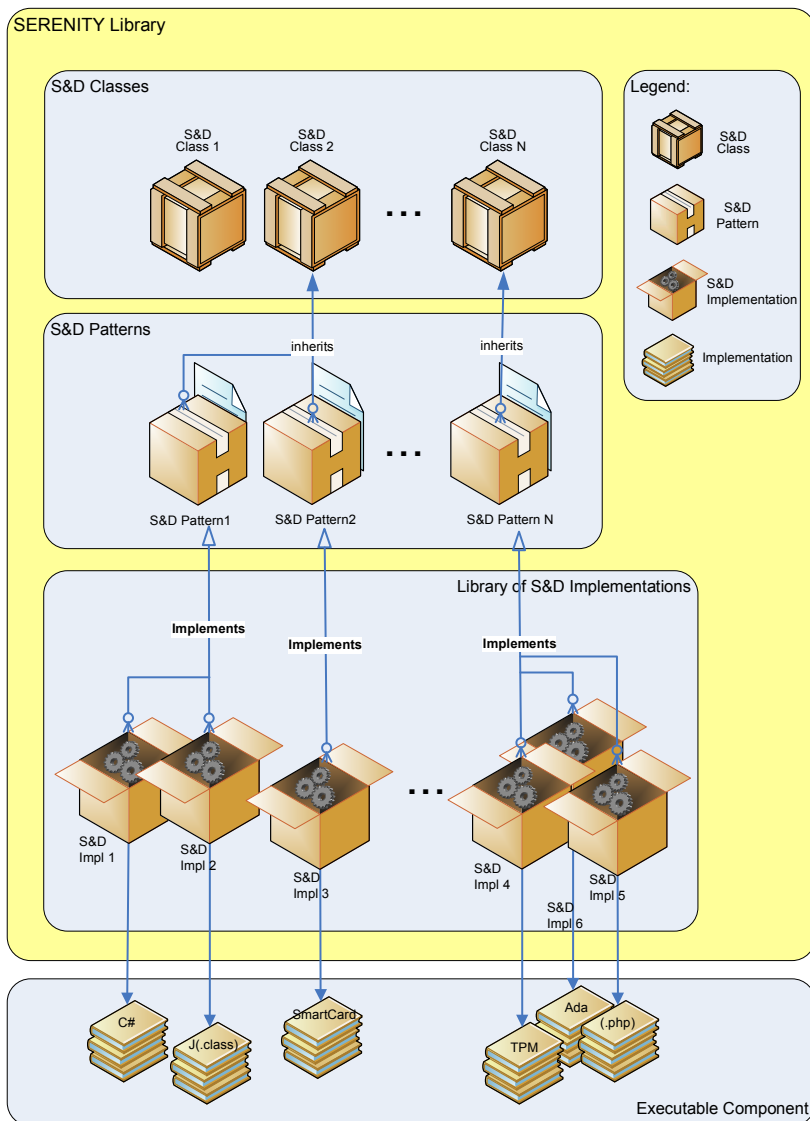 SERENITY Library
S&D Classes
S&D
Class 1
S&D
Class 2
S&D
Class N
...
Legend:
S&D
Class
S&D
Pattern
S&D
Implementation
Implementation
S&D Patterns
inherits
inherits
...
S&D Pattern1
S&D Pattern2
S&D Pattern N
Library of S&D Implementations
Implements
Implements
Implements
...
S&D
Impl 1
S&D
Impl 2
S&D
Impl 3
S&D
Impl 4
S&D
Impl 5
S&D
Impl 6
C#
J(.class)
SmartCard
TPM
Ada
(.php)
Executable Component